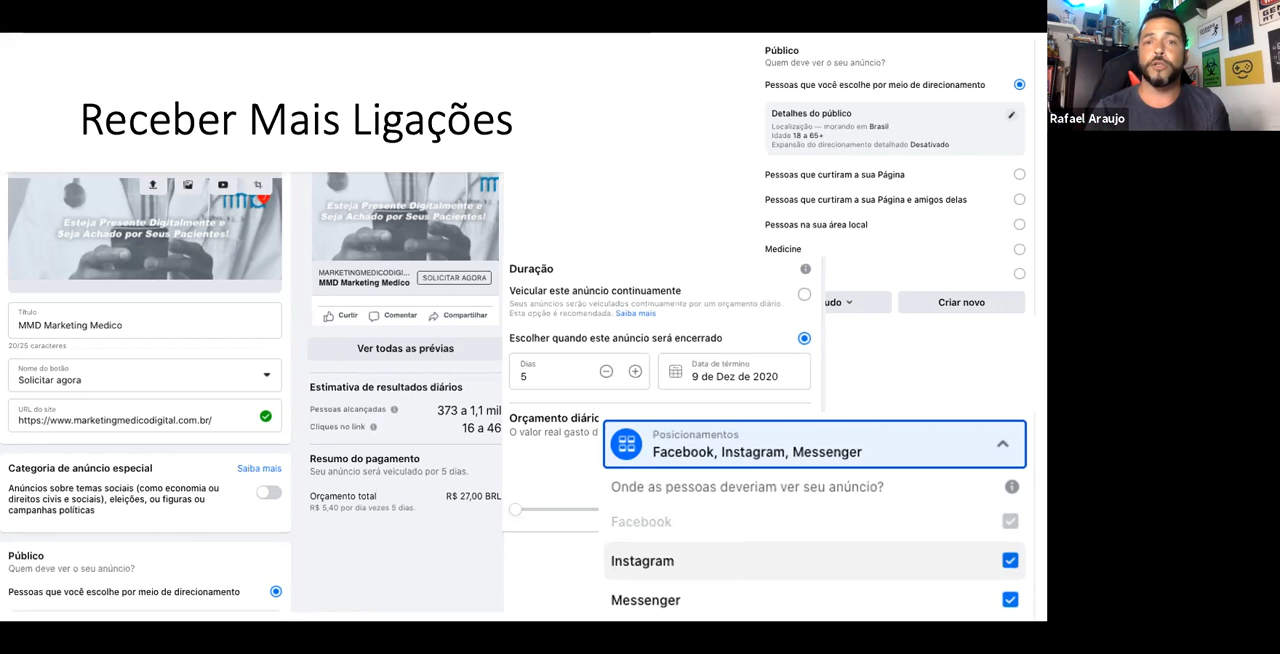 Receber Mais Ligações
Esteja Presente Digitalmente e
Seja Achado por Seus Pacientes!
Título
MMD Marketing Medico
20/25 caracteres
Nome do botão
Solicitar agora
URL do site
https://www.marketingmedicodigital.com.br/
Categoria de anúncio especial
Saiba mais
Anúncios sobre temas sociais (como economia ou
direitos civis e sociais), eleições, ou figuras ou
campanhas políticas
Público
Quem deve ver o seu anúncio?
Pessoas que você escolhe por meio de direcionamento
Esteja Presente Digitalmente e
Seja Achado por Seus Pacientes!
MARKETINGMEDICODIGI...
MMD Marketing Medico
SOLICITAR AGORA
Curtir
Comentar
Compartilhar
Ver todas as prévias
Estimativa de resultados diários
Pessoas alcançadas
373 a 1,1 mil
Cliques no link
16 a 46
Resumo do pagamento
Seu anúncio será veiculado por 5 dias.
Orçamento total
R$ 27,00 BRL
R$ 5,40 por dia vezes 5 dias.
Duração
Veicular este anúncio continuamente
Seus anúncios serão veiculados continuamente por um orçamento diário.
Esta opção é recomendada. Saiba mais
Escolher quando este anúncio será encerrado
Dias
5
Data de término
9 de Dez de 2020
Orçamento diário
O valor real gasto d
Posicionamentos
Facebook, Instagram, Messenger
Onde as pessoas deveriam ver seu anúncio?
Facebook
Instagram
Messenger
Público
Quem deve ver o seu anúncio?
Pessoas que você escolhe por meio de direcionamento
Detalhes do público
Localização — morando em Brasil
Idade 18 a 65+
Expansão do direcionamento detalhado Desativado
Pessoas que curtiram a sua Página
Pessoas que curtiram a sua Página e amigos delas
Pessoas na sua área local
Medicine
udo
Criar novo
Rafael Araujo